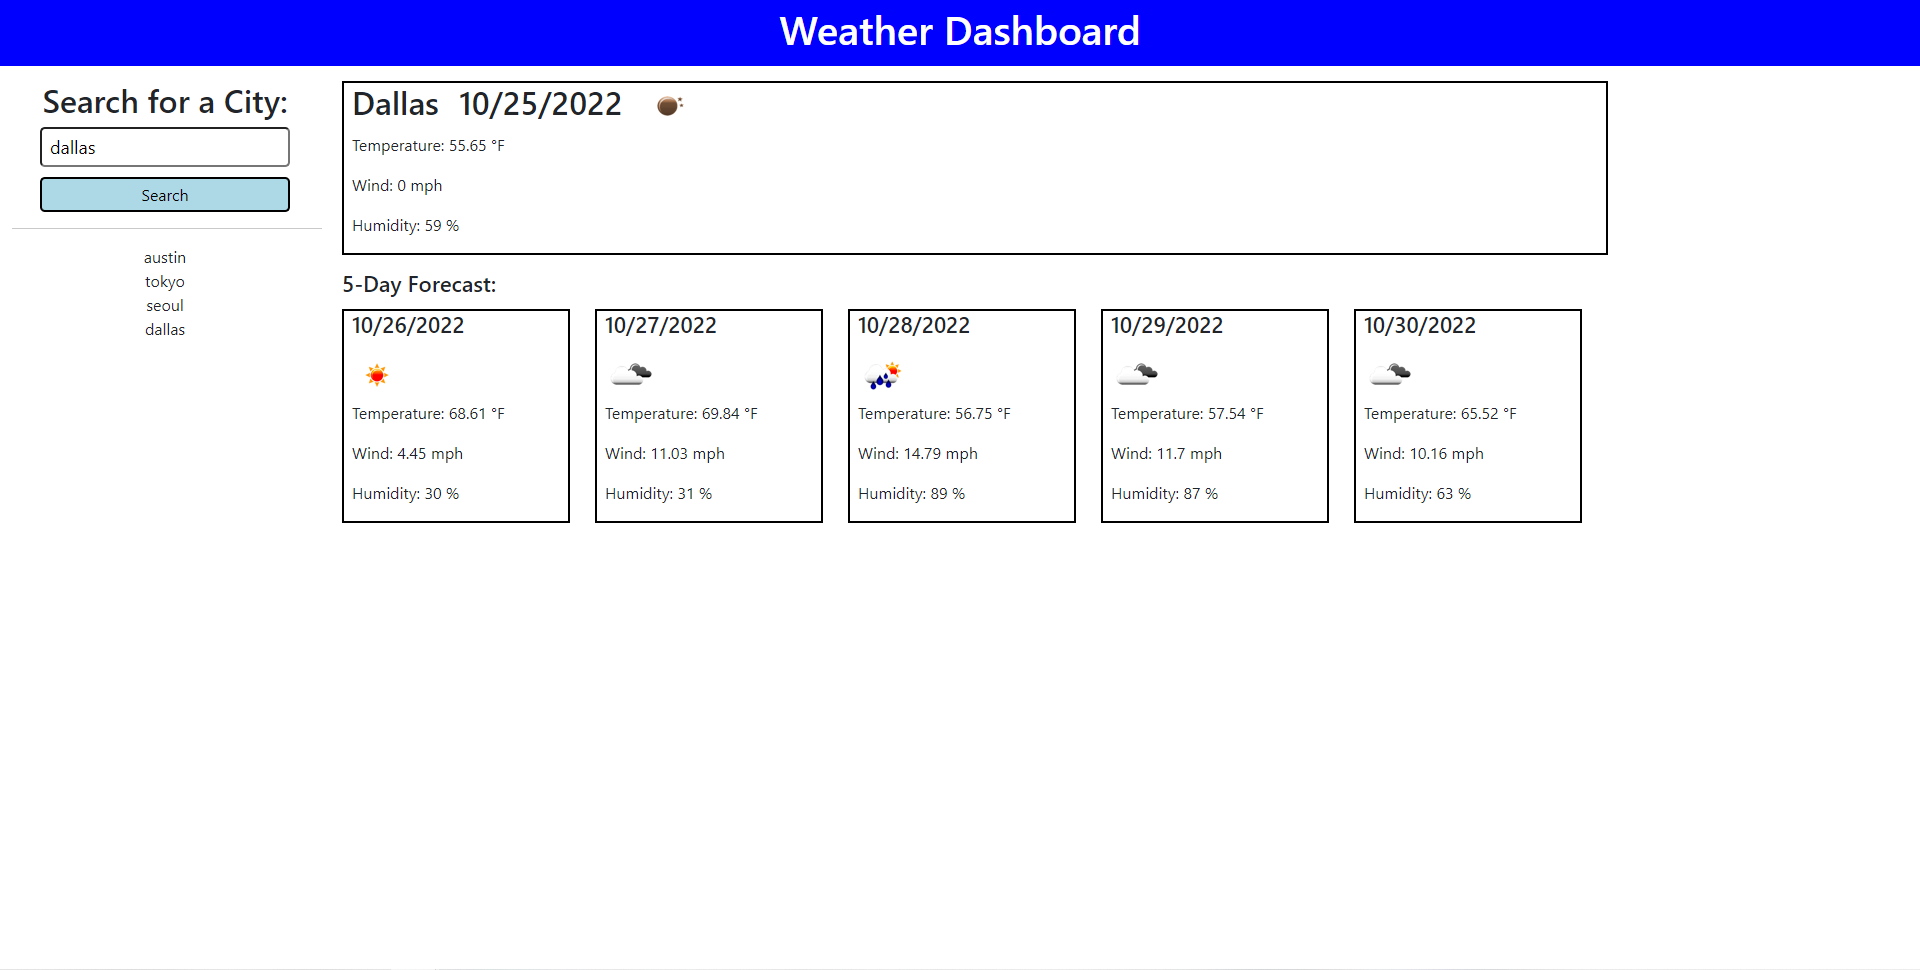 Weather Dashboard
Search for a City:
dallas
Search
austin
tokyo
seoul
dallas
Dallas 10/25/2022
Temperature: 55.65 °F
Wind: 0 mph
Humidity: 59 %
5-Day Forecast:
10/26/2022
Temperature: 68.61 °F
Wind: 4.45 mph
Humidity: 30 %
10/27/2022
Temperature: 69.84 °F
Wind: 11.03 mph
Humidity: 31 %
10/28/2022
Temperature: 56.75 °F
Wind: 14.79 mph
Humidity: 89 %
10/29/2022
Temperature: 57.54 °F
Wind: 11.7 mph
Humidity: 87 %
10/30/2022
Temperature: 65.52 °F
Wind: 10.16 mph
Humidity: 63 %